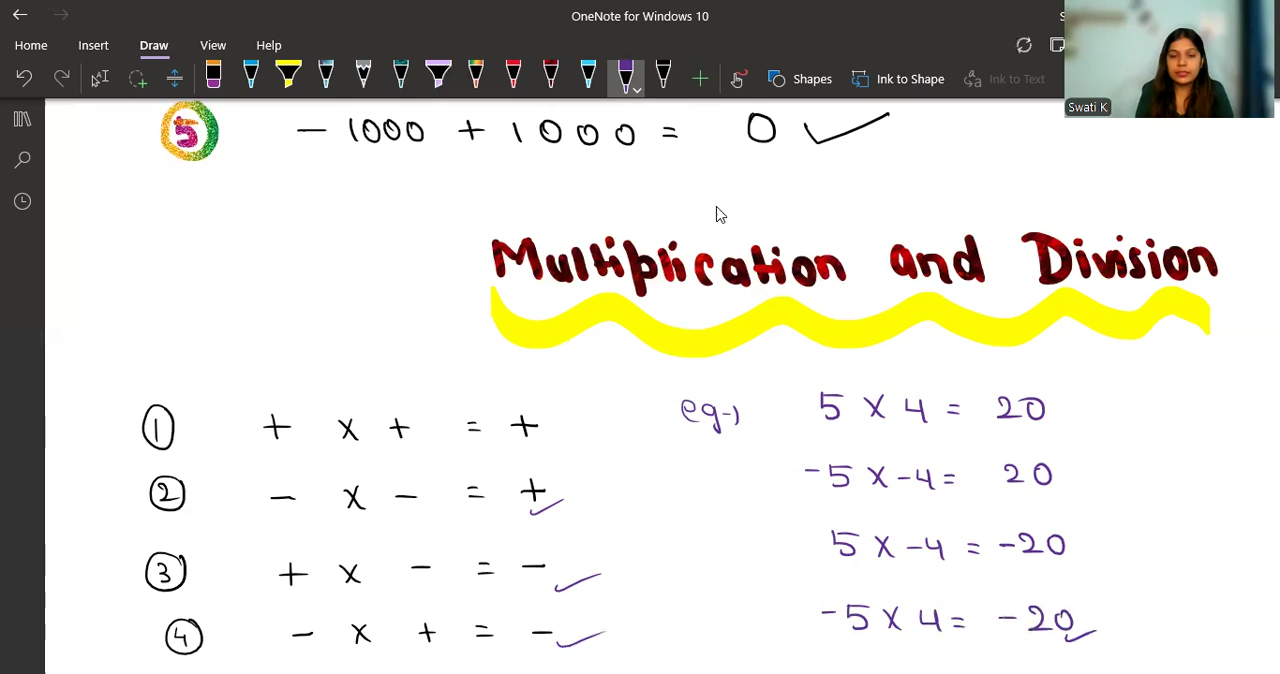 OneNote for Windows 10
Home Insert Draw View Help
Shapes Ink to Shape Ink to Text
Swati K
5 - 1000 + 1000 = 0
Multiplication and Division
1 + x + = + eg-) 5 x 4 = 20
2 - x - = + -5 x -4 = 20
3 + x - = - 5 x -4 = -20
4 - x + = - -5 x 4 = -20